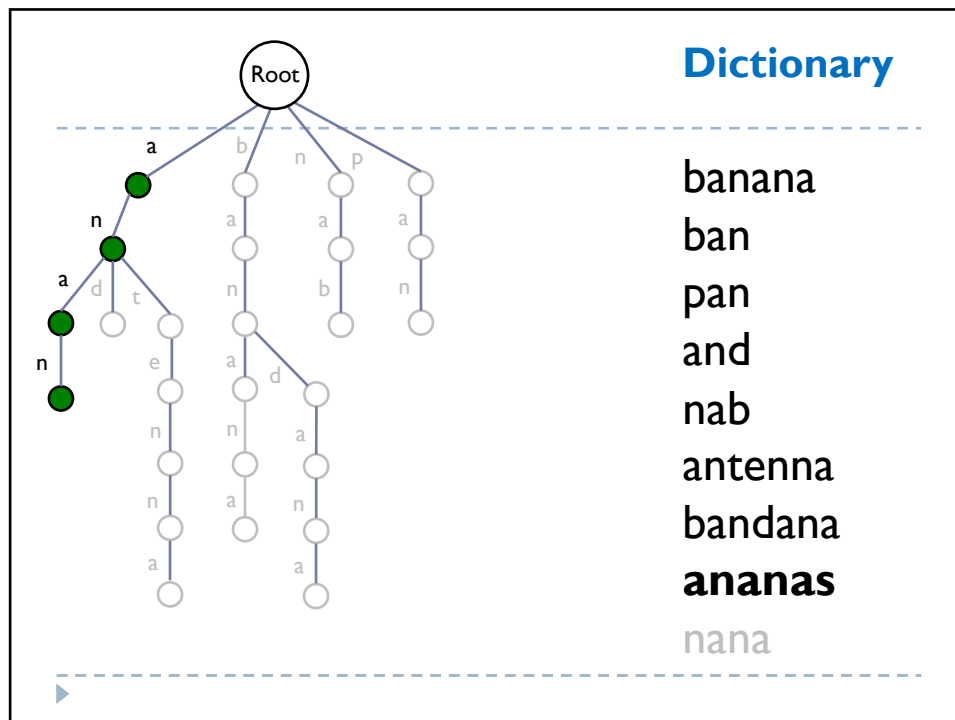 Root
Dictionary
a b n p
n a a a
a d t n b n
n e a d
n n a
n a n
a a
banana
ban
pan
and
nab
antenna
bandana
ananas
nana